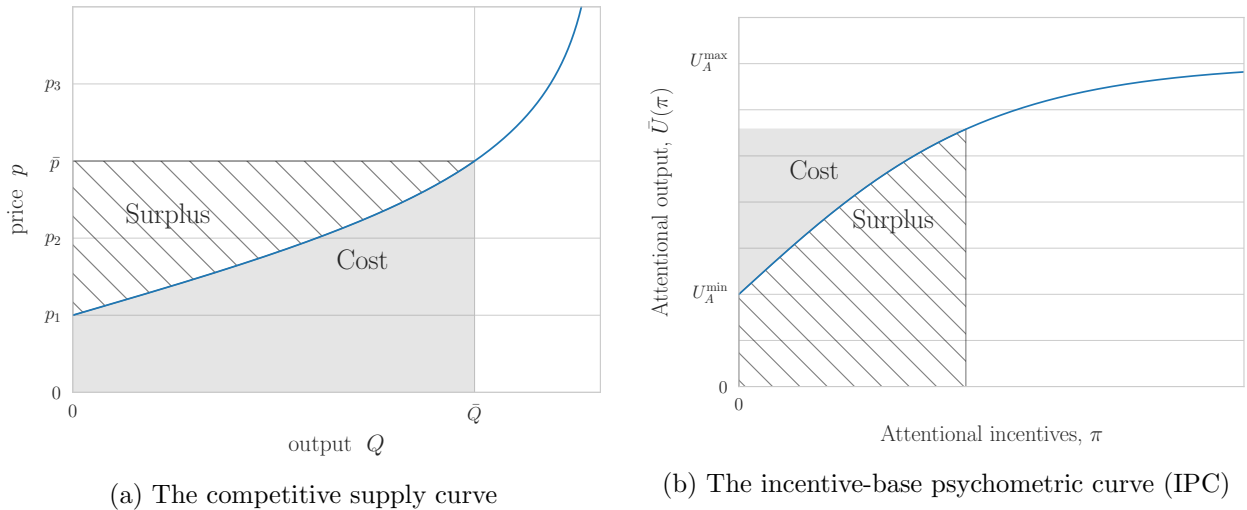 p₃
p̄
p₂
p₁
0
price p
Surplus
Cost
0
Q̄
output Q
(a) The competitive supply curve
U_A^max
U_A^min
0
Attentional output, Ū(π)
Cost
Surplus
0
Attentional incentives, π
(b) The incentive-base psychometric curve (IPC)